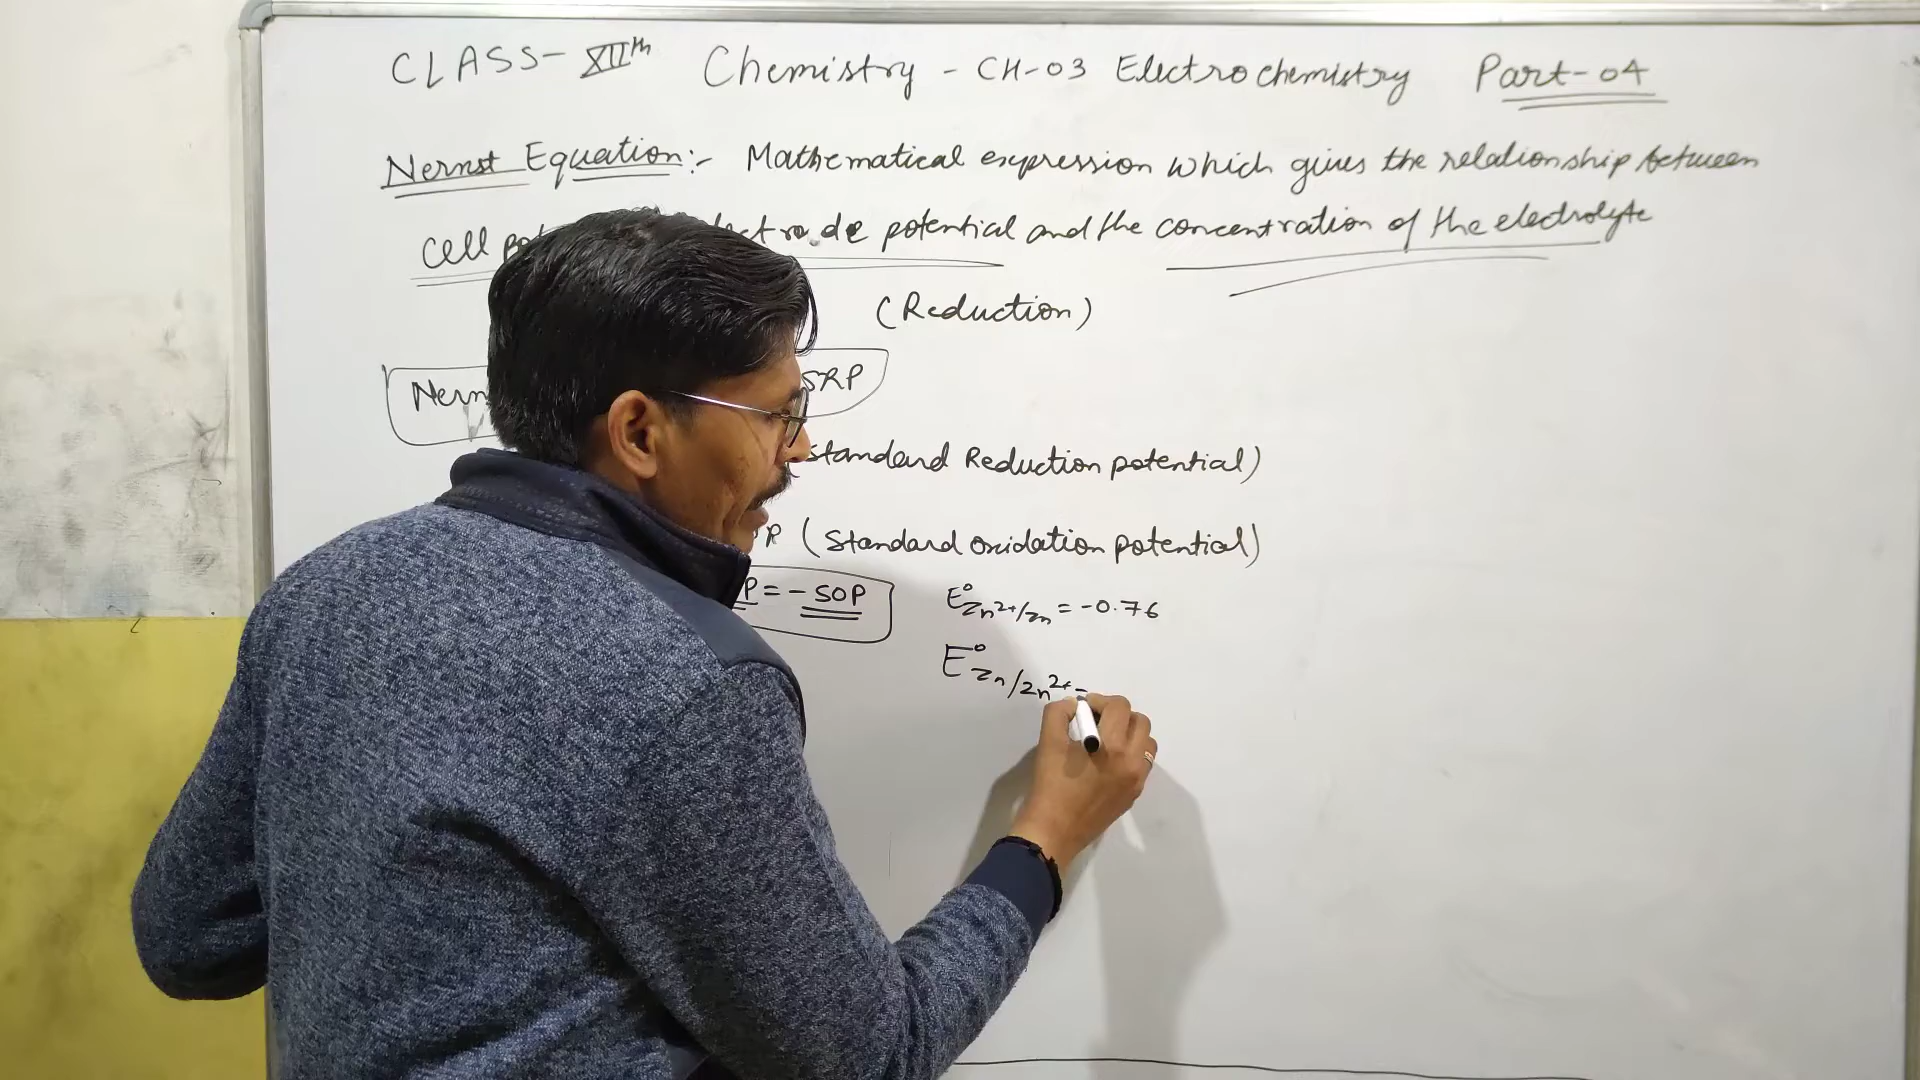 CLASS- XIIth Chemistry - CH-03 Electrochemistry Part-04
Nernst Equation:- Mathematical expression which gives the relationship between
Cell potential and the concentration of the electrolyte
(Reduction)
SRP
Standard Reduction potential)
(Standard oxidation potential)
P = - SOP
E°Zn²⁺/Zn = -0.76
E°Zn/Zn²⁺ =